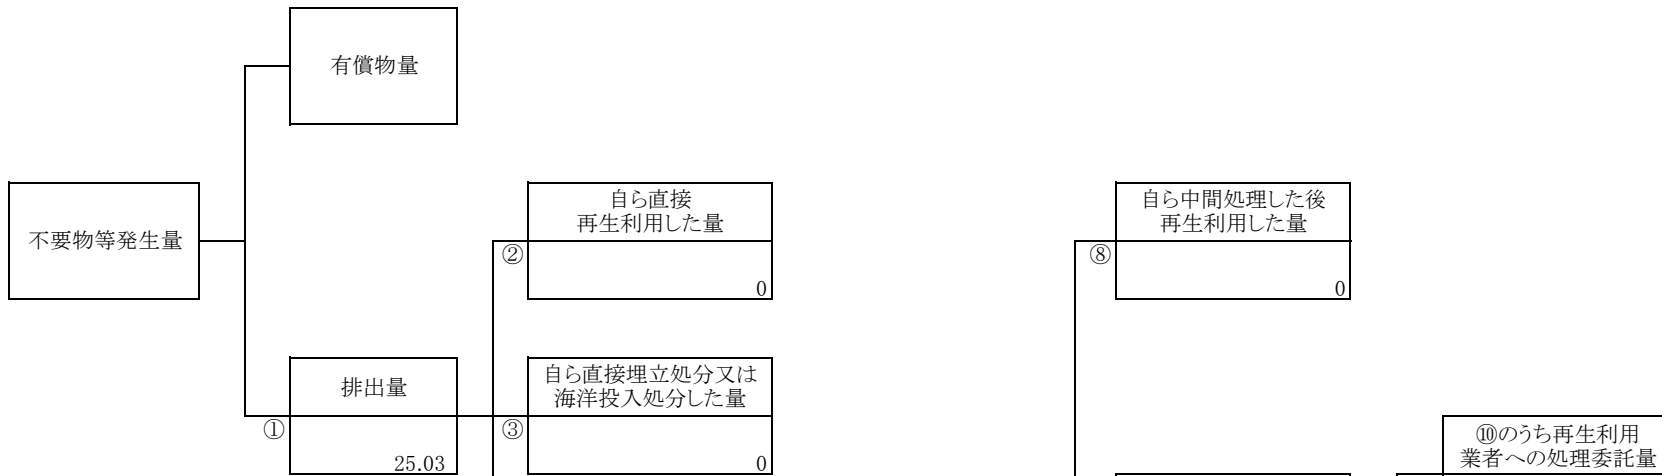 有償物量
不要物等発生量
自ら直接
再生利用した量
②
0
自ら中間処理した後
再生利用した量
⑧
0
排出量
①
25.03
自ら直接埋立処分又は
海洋投入処分した量
③
0
⑩のうち再生利用
業者への処理委託量